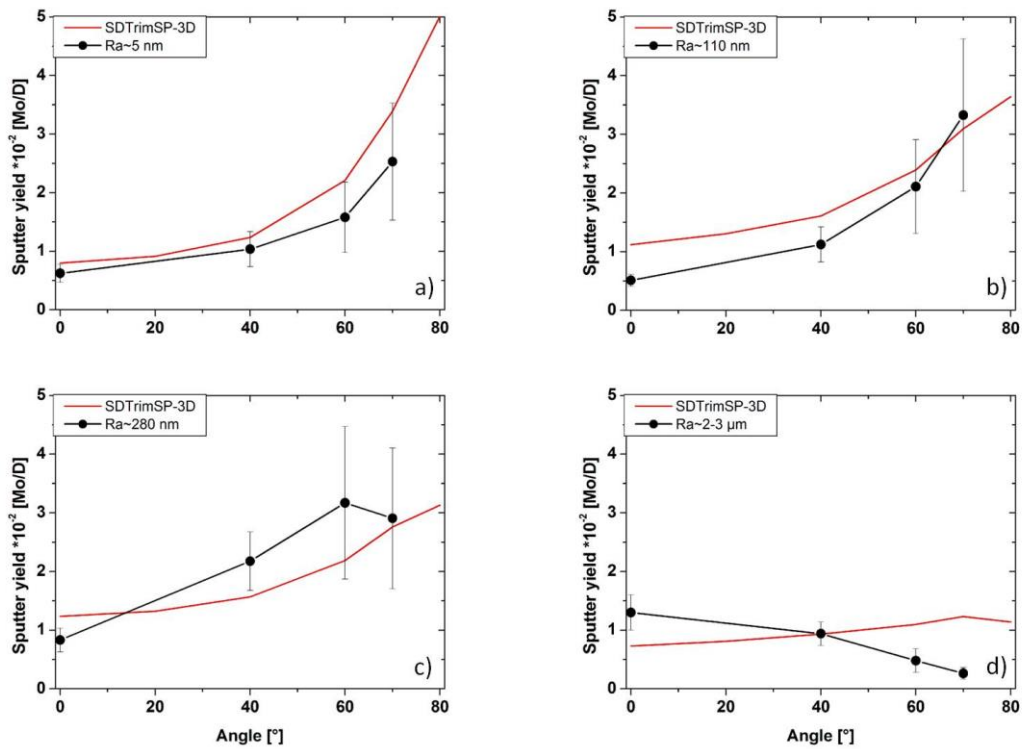 SDTrimSP-3D
Ra~5 nm
Sputter yield *10-2 [Mo/D]
5
4
3
2
1
0
0 20 40 60 80
a)
SDTrimSP-3D
Ra~110 nm
Sputter yield *10-2 [Mo/D]
5
4
3
2
1
0
0 20 40 60 80
b)
SDTrimSP-3D
Ra~280 nm
Sputter yield *10-2 [Mo/D]
5
4
3
2
1
0
0 20 40 60 80
Angle [°]
c)
SDTrimSP-3D
Ra~2-3 µm
Sputter yield *10-2 [Mo/D]
5
4
3
2
1
0
0 20 40 60 80
Angle [°]
d)